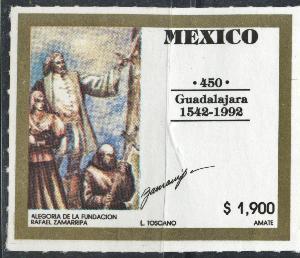 MEXICO
450
Guadalajara
1542-1992
ALEGORIA DE LA FUNDACION
RAFAEL ZAMARRIPA
L. TOSCANO
$ 1,900
AMATE